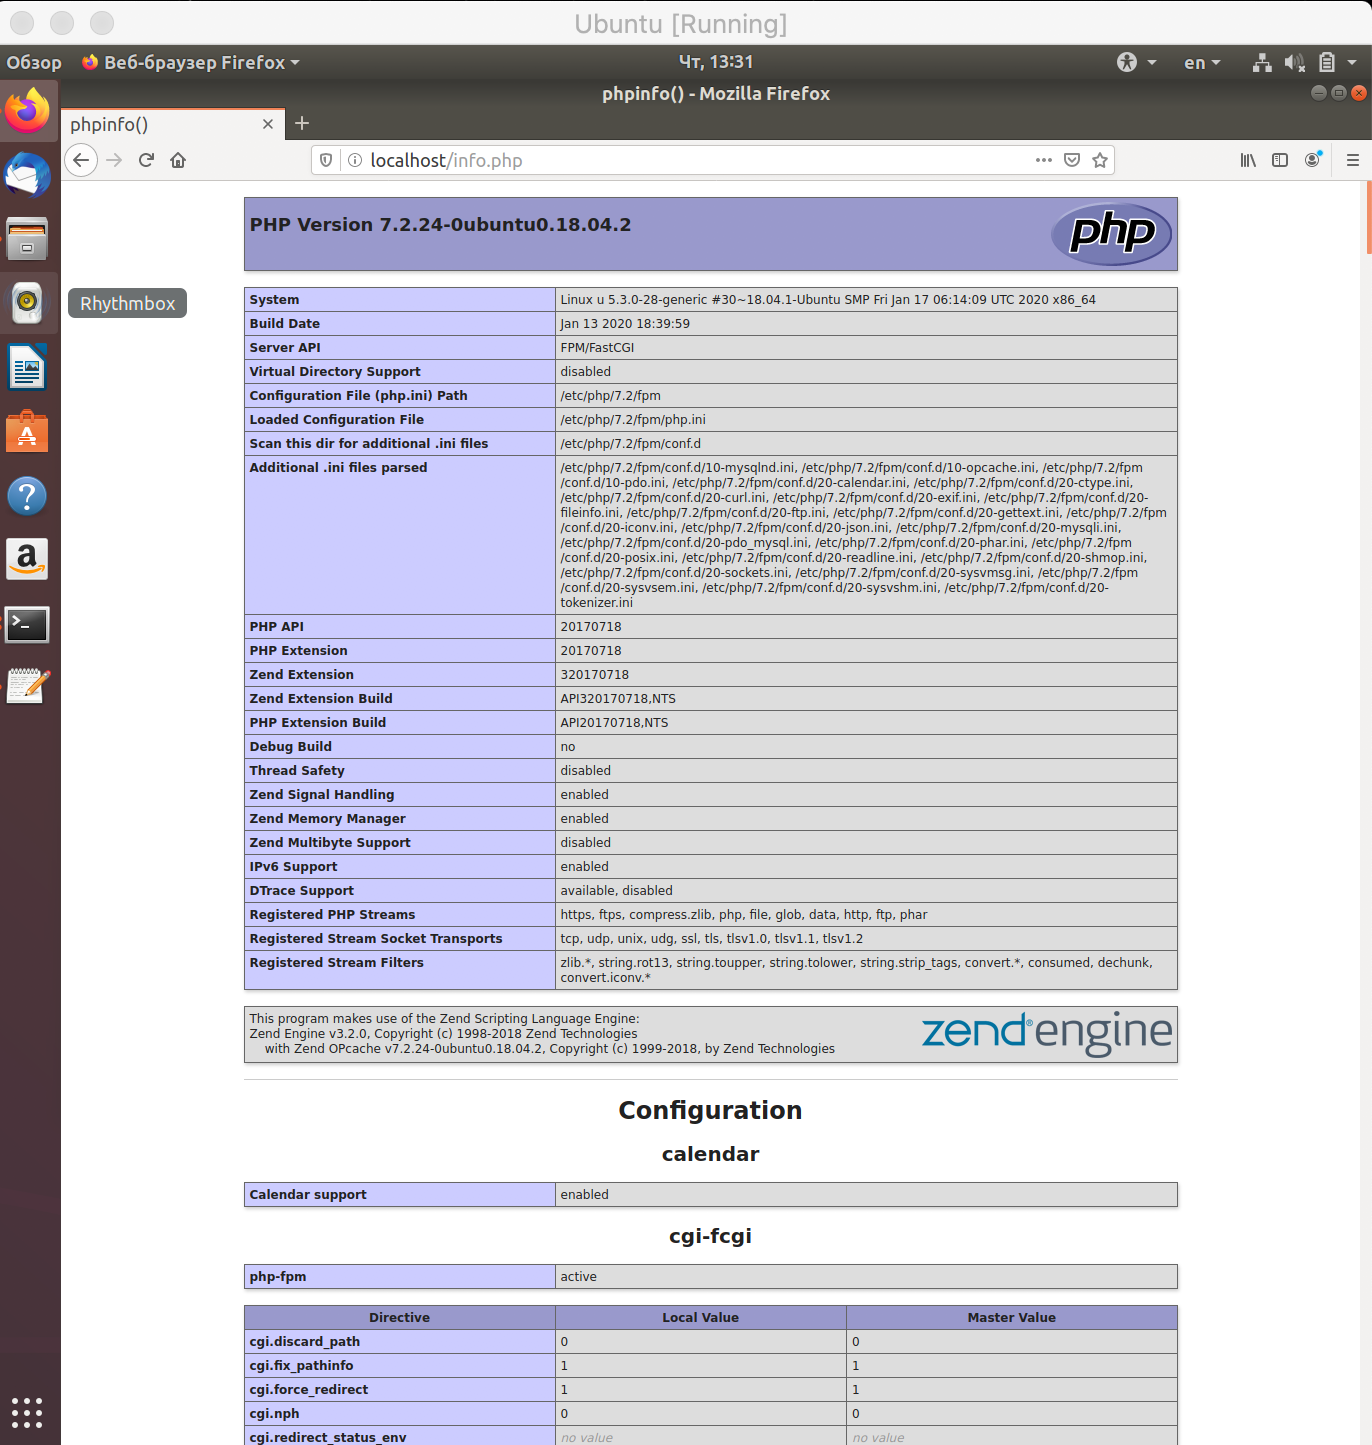 Ubuntu [Running]
Обзор Веб-браузер Firefox Чт, 13:31 en
phpinfo() - Mozilla Firefox
phpinfo()
localhost/info.php
PHP Version 7.2.24-0ubuntu0.18.04.2
php
Rhythmbox
System Linux u 5.3.0-28-generic #30~18.04.1-Ubuntu SMP Fri Jan 17 06:14:09 UTC 2020 x86_64
Build Date Jan 13 2020 18:39:59
Server API FPM/FastCGI
Virtual Directory Support disabled
Configuration File (php.ini) Path /etc/php/7.2/fpm
Loaded Configuration File /etc/php/7.2/fpm/php.ini
Scan this dir for additional .ini files /etc/php/7.2/fpm/conf.d
Additional .ini files parsed /etc/php/7.2/fpm/conf.d/10-mysqlnd.ini, /etc/php/7.2/fpm/conf.d/10-opcache.ini, /etc/php/7.2/fpm
/conf.d/10-pdo.ini, /etc/php/7.2/fpm/conf.d/20-calendar.ini, /etc/php/7.2/fpm/conf.d/20-ctype.ini,
/etc/php/7.2/fpm/conf.d/20-curl.ini, /etc/php/7.2/fpm/conf.d/20-exif.ini, /etc/php/7.2/fpm/conf.d/20-
fileinfo.ini, /etc/php/7.2/fpm/conf.d/20-ftp.ini, /etc/php/7.2/fpm/conf.d/20-gettext.ini, /etc/php/7.2/fpm
/conf.d/20-iconv.ini, /etc/php/7.2/fpm/conf.d/20-json.ini, /etc/php/7.2/fpm/conf.d/20-mysqli.ini,
/etc/php/7.2/fpm/conf.d/20-pdo_mysql.ini, /etc/php/7.2/fpm/conf.d/20-phar.ini, /etc/php/7.2/fpm
/conf.d/20-posix.ini, /etc/php/7.2/fpm/conf.d/20-readline.ini, /etc/php/7.2/fpm/conf.d/20-shmop.ini,
/etc/php/7.2/fpm/conf.d/20-sockets.ini, /etc/php/7.2/fpm/conf.d/20-sysvmsg.ini, /etc/php/7.2/fpm
/conf.d/20-sysvsem.ini, /etc/php/7.2/fpm/conf.d/20-sysvshm.ini, /etc/php/7.2/fpm/conf.d/20-
tokenizer.ini
PHP API 20170718
PHP Extension 20170718
Zend Extension 320170718
Zend Extension Build API320170718,NTS
PHP Extension Build API20170718,NTS
Debug Build no
Thread Safety disabled
Zend Signal Handling enabled
Zend Memory Manager enabled
Zend Multibyte Support disabled
IPv6 Support enabled
DTrace Support available, disabled
Registered PHP Streams https, ftps, compress.zlib, php, file, glob, data, http, ftp, phar
Registered Stream Socket Transports tcp, udp, unix, udg, ssl, tls, tlsv1.0, tlsv1.1, tlsv1.2
Registered Stream Filters zlib.*, string.rot13, string.toupper, string.tolower, string.strip_tags, convert.*, consumed, dechunk,
convert.iconv.*
This program makes use of the Zend Scripting Language Engine:
Zend Engine v3.2.0, Copyright (c) 1998-2018 Zend Technologies
with Zend OPcache v7.2.24-0ubuntu0.18.04.2, Copyright (c) 1999-2018, by Zend Technologies
zend® engine
Configuration
calendar
Calendar support enabled
cgi-fcgi
php-fpm active
Directive Local Value Master Value
cgi.discard_path 0 0
cgi.fix_pathinfo 1 1
cgi.force_redirect 1 1
cgi.nph 0 0
cgi.redirect_status_env no value no value